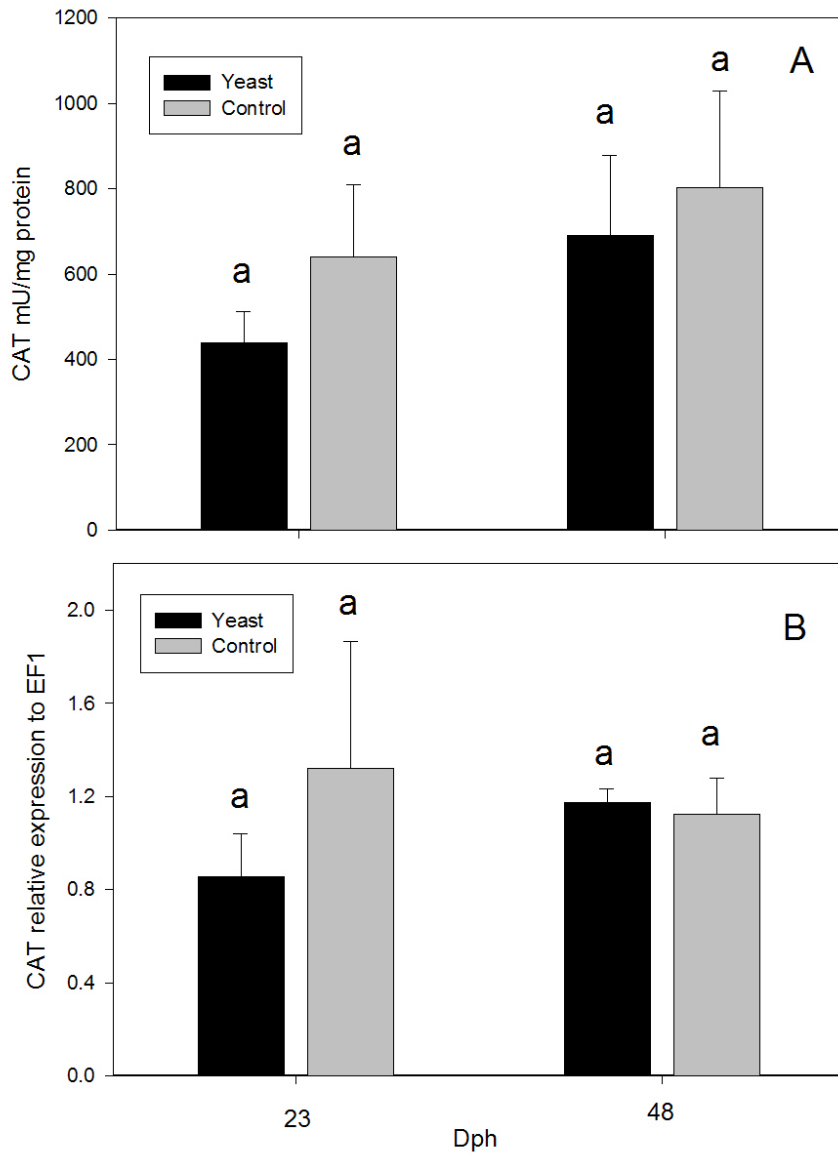 1200
1000
800
600
400
200
0
CAT mU/mg protein
Yeast
Control
A
a
a
a
a
2.0
1.6
1.2
0.8
0.4
0.0
CAT relative expression to EF1
Yeast
Control
B
a
a
a
a
23
48
Dph